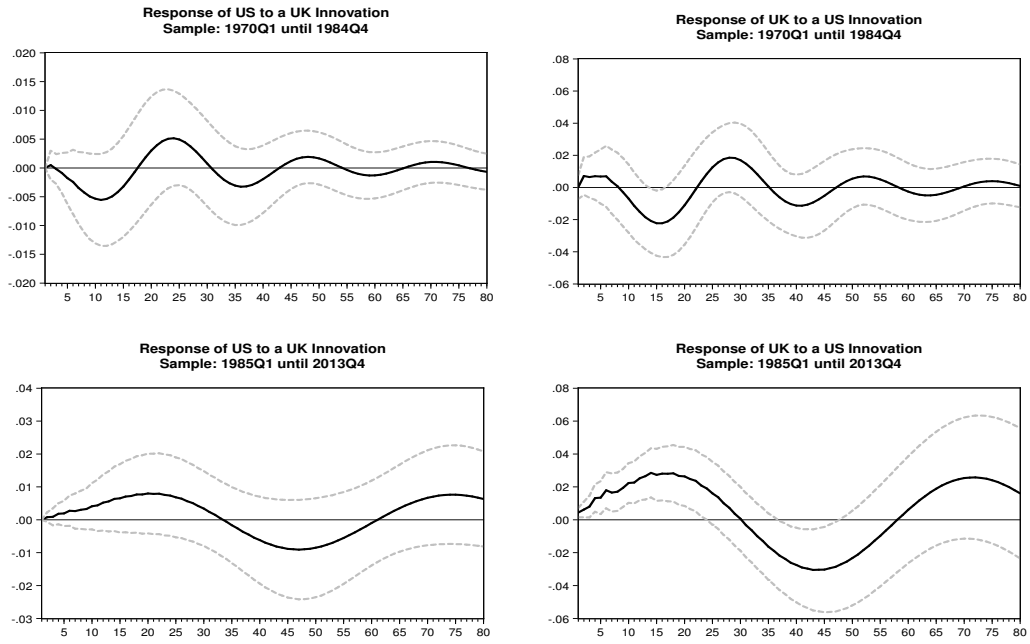 Response of US to a UK Innovation
Sample: 1970Q1 until 1984Q4
.020
.015
.010
.005
.000
-.005
-.010
-.015
-.020
5 10 15 20 25 30 35 40 45 50 55 60 65 70 75 80
Response of UK to a US Innovation
Sample: 1970Q1 until 1984Q4
.08
.04
.02
.00
-.02
-.04
-.06
5 10 15 20 25 30 35 40 45 50 55 60 65 70 75 80
Response of US to a UK Innovation
Sample: 1985Q1 until 2013Q4
.04
.03
.02
.01
.00
-.01
-.02
-.03
5 10 15 20 25 30 35 40 45 50 55 60 65 70 75 80
Response of UK to a US Innovation
Sample: 1985Q1 until 2013Q4
.08
.06
.04
.02
.00
-.02
-.04
-.06
5 10 15 20 25 30 35 40 45 50 55 60 65 70 75 80